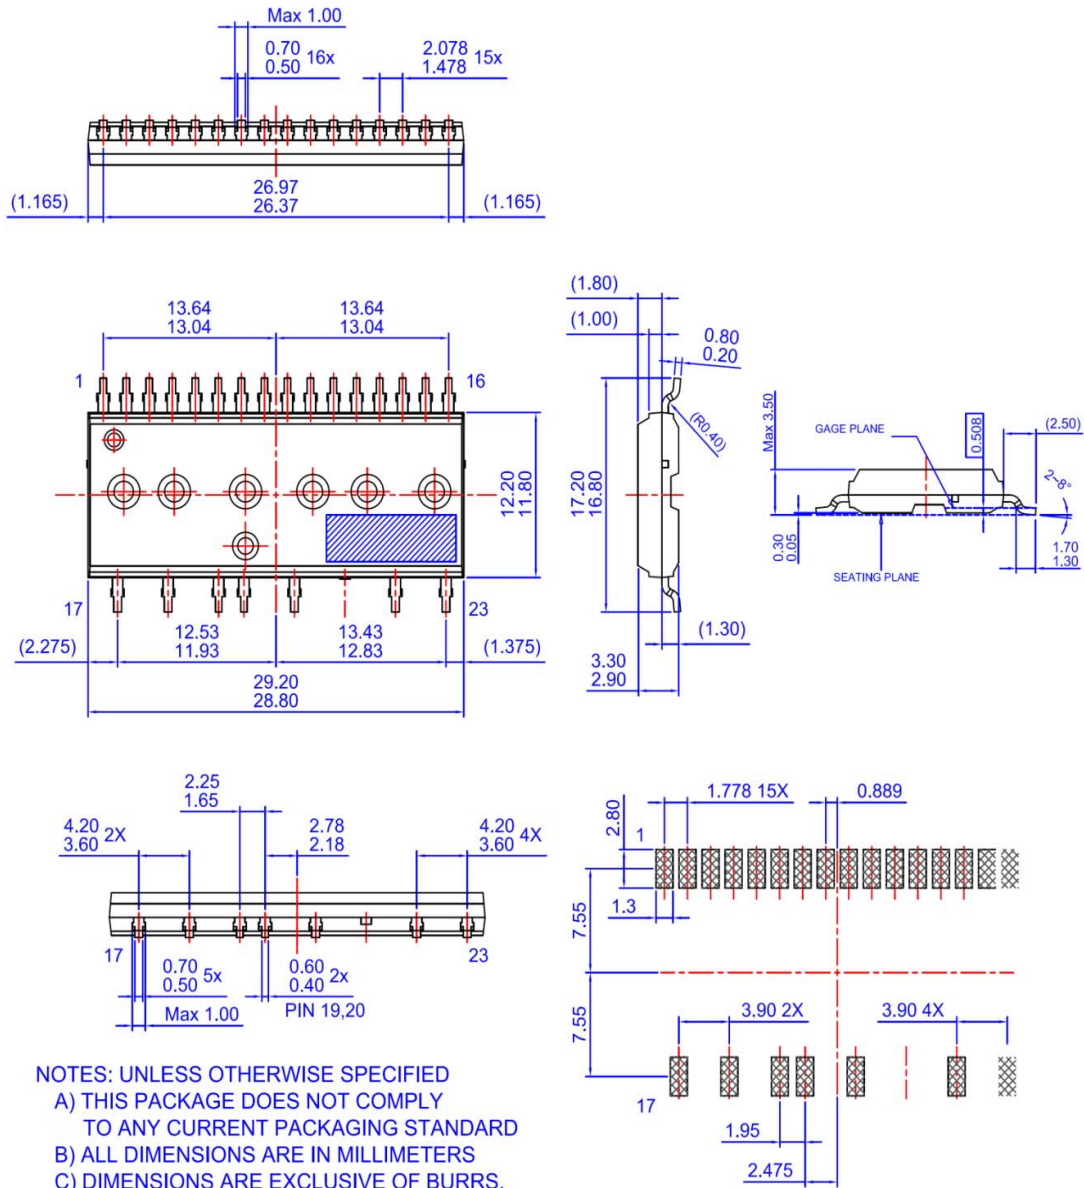 Max 1.00
0.70
0.50 16x
2.078
1.478 15x
(1.165)
26.97
26.37
(1.165)
13.64
13.04
13.64
13.04
1
16
12.20
11.80
17
23
12.53
11.93
13.43
12.83
(2.275)
(1.375)
29.20
28.80
(1.80)
(1.00)
0.80
0.20
(R0.40)
17.20
16.80
(1.30)
3.30
2.90
Max 3.50
GAGE PLANE
0.508
(2.50)
2~8°
0.30
0.05
1.70
1.30
SEATING PLANE
2.25
1.65
4.20
3.60 2X
2.78
2.18
4.20
3.60 4X
17
23
0.70
0.50 5x
0.60
0.40 2x
Max 1.00
PIN 19,20
1.778 15X
0.889
2.80
1
1.3
7.55
7.55
3.90 2X
3.90 4X
17
1.95
2.475
NOTES: UNLESS OTHERWISE SPECIFIED
A) THIS PACKAGE DOES NOT COMPLY
TO ANY CURRENT PACKAGING STANDARD
B) ALL DIMENSIONS ARE IN MILLIMETERS
C) DIMENSIONS ARE EXCLUSIVE OF BURRS,